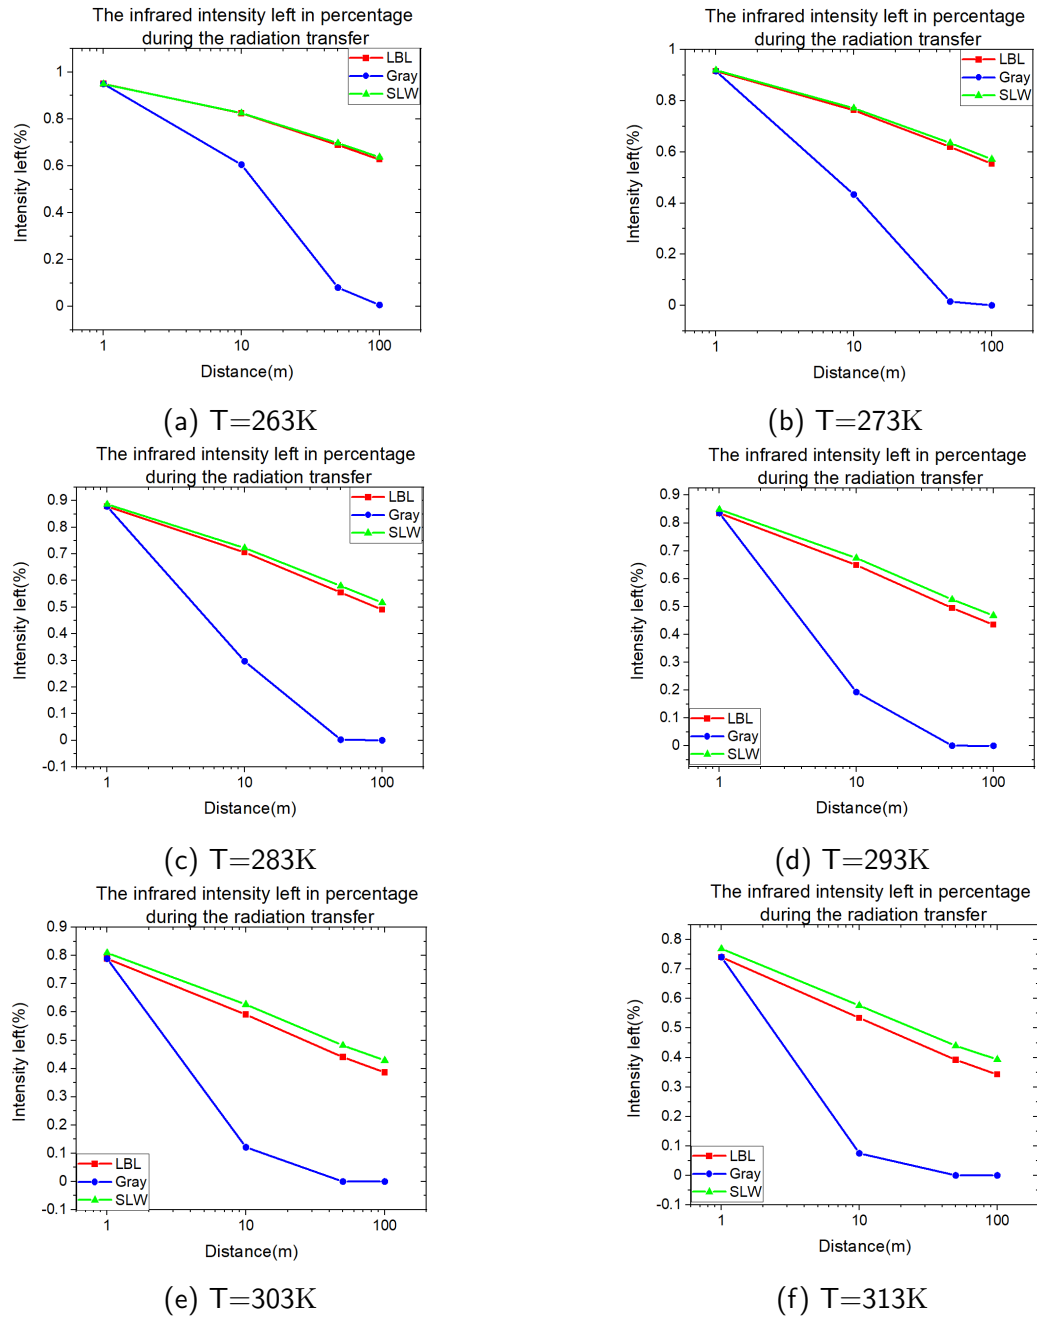 The infrared intensity left in percentage
during the radiation transfer
LBL
Gray
SLW
1
0.8
0.6
0.4
0.2
0
Intensity left(%)
1 10 100
Distance(m)
(a) T=263K
The infrared intensity left in percentage
during the radiation transfer
LBL
Gray
SLW
1
0.8
0.6
0.4
0.2
0
Intensity left(%)
1 10 100
Distance(m)
(b) T=273K
The infrared intensity left in percentage
during the radiation transfer
LBL
Gray
SLW
0.9
0.8
0.7
0.6
0.5
0.4
0.3
0.2
0.1
0
-0.1
Intensity left(%)
1 10 100
Distance(m)
(c) T=283K
The infrared intensity left in percentage
during the radiation transfer
0.9
0.8
0.7
0.6
0.5
0.4
0.3
0.2
0.1
0
Intensity left(%)
LBL
Gray
SLW
1 10 100
Distance(m)
(d) T=293K
The infrared intensity left in percentage
during the radiation transfer
0.9
0.8
0.7
0.6
0.5
0.4
0.3
0.2
0.1
0
-0.1
Intensity left(%)
LBL
Gray
SLW
1 10 100
Distance(m)
(e) T=303K
The infrared intensity left in percentage
during the radiation transfer
0.8
0.7
0.6
0.5
0.4
0.3
0.2
0.1
0
-0.1
Intensity left(%)
LBL
Gray
SLW
1 10 100
Distance(m)
(f) T=313K